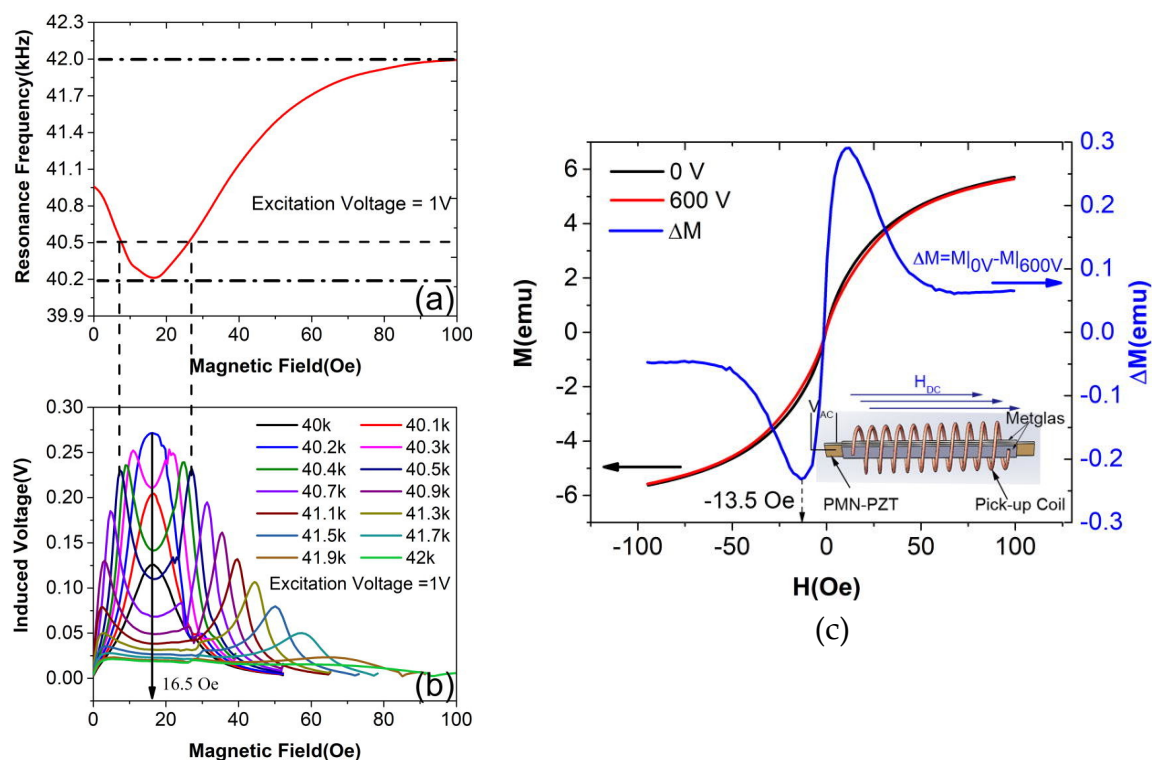 42.3
42.0
41.7
41.4
41.1
40.8
40.5
40.2
39.9
Resonance Frequency(kHz)
Excitation Voltage = 1V
(a)
0 20 40 60 80 100
Magnetic Field(Oe)
0.30
0.25
0.20
0.15
0.10
0.05
0.00
Induced Voltage(V)
40k 40.1k
40.2k 40.3k
40.4k 40.5k
40.7k 40.9k
41.1k 41.3k
41.5k 41.7k
41.9k 42k
Excitation Voltage =1V
16.5 Oe
(b)
0 20 40 60 80 100
Magnetic Field(Oe)
6
4
2
0
-2
-4
-6
M(emu)
0 V
600 V
ΔM
ΔM=M|0V-M|600V
HDC
VAC
Metglas
PMN-PZT
Pick-up Coil
-13.5 Oe
0.3
0.2
0.1
0.0
-0.1
-0.2
-0.3
ΔM(emu)
-100 -50 0 50 100
H(Oe)
(c)